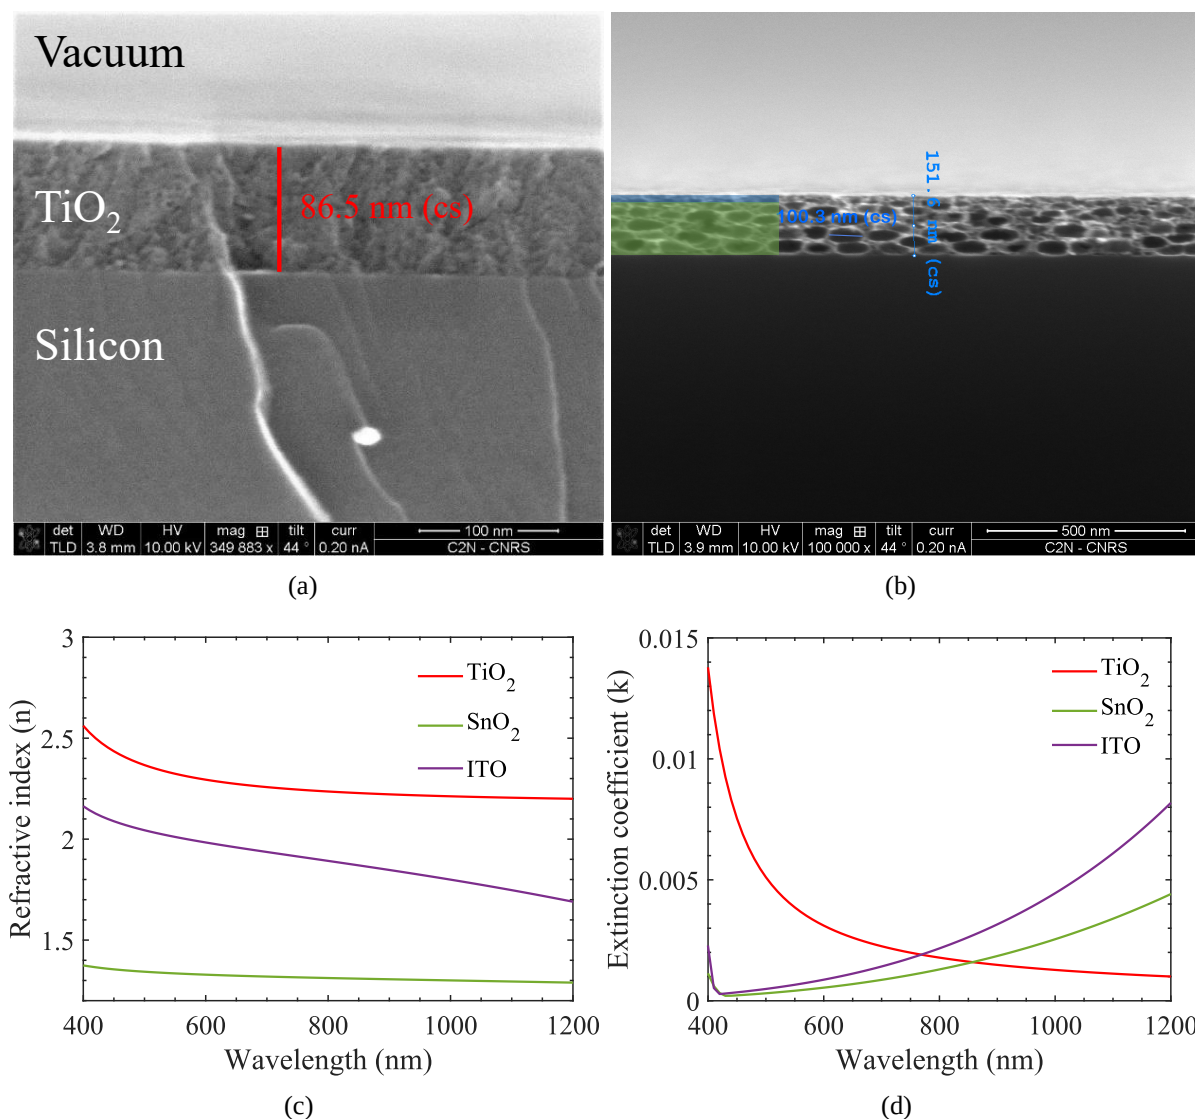 Vacuum
TiO2
86.5 nm (cs)
Silicon
det WD HV mag tilt curr 100 nm
TLD 3.8 mm 10.00 kV 349 883 x 44 ° 0.20 nA C2N - CNRS
(a)
151.6 nm (cs)
100.3 nm (cs)
det WD HV mag tilt curr 500 nm
TLD 3.9 mm 10.00 kV 100 000 x 44 ° 0.20 nA C2N - CNRS
(b)
3
2.5
2
1.5
Refractive index (n)
TiO2
SnO2
ITO
400 600 800 1000 1200
Wavelength (nm)
(c)
0.015
0.01
0.005
0
Extinction coefficient (k)
TiO2
SnO2
ITO
400 600 800 1000 1200
Wavelength (nm)
(d)